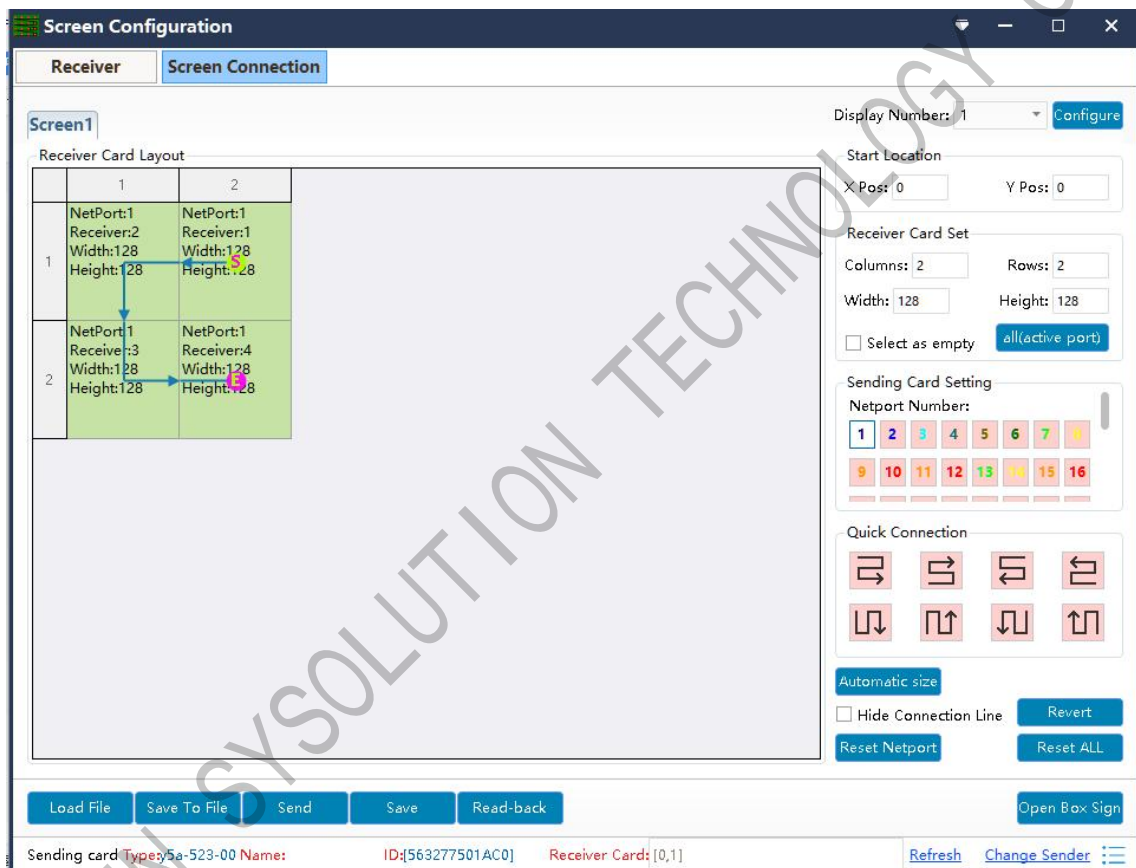 Screen Configuration
Receiver
Screen Connection
Screen1
Display Number: 1
Configure
Receiver Card Layout
1
2
1
NetPort:1
Receiver:2
Width:128
Height:128
NetPort:1
Receiver:1
Width:128
Height:128
S
2
NetPort:1
Receiver:3
Width:128
Height:128
NetPort:1
Receiver:4
Width:128
Height:128
E
Start Location
X Pos: 0
Y Pos: 0
Receiver Card Set
Columns: 2
Rows: 2
Width: 128
Height: 128
Select as empty
all(active port)
Sending Card Setting
Netport Number:
1 2 3 4 5 6 7 8
9 10 11 12 13 14 15 16
Quick Connection
Automatic size
Hide Connection Line
Revert
Reset Netport
Reset ALL
Load File
Save To File
Send
Save
Read-back
Open Box Sign
Sending card Type:y5a-523-00 Name: ID:[563277501AC0] Receiver Card: [0,1]
Refresh
Change Sender
SYSOLUTION TECHNOLOGY